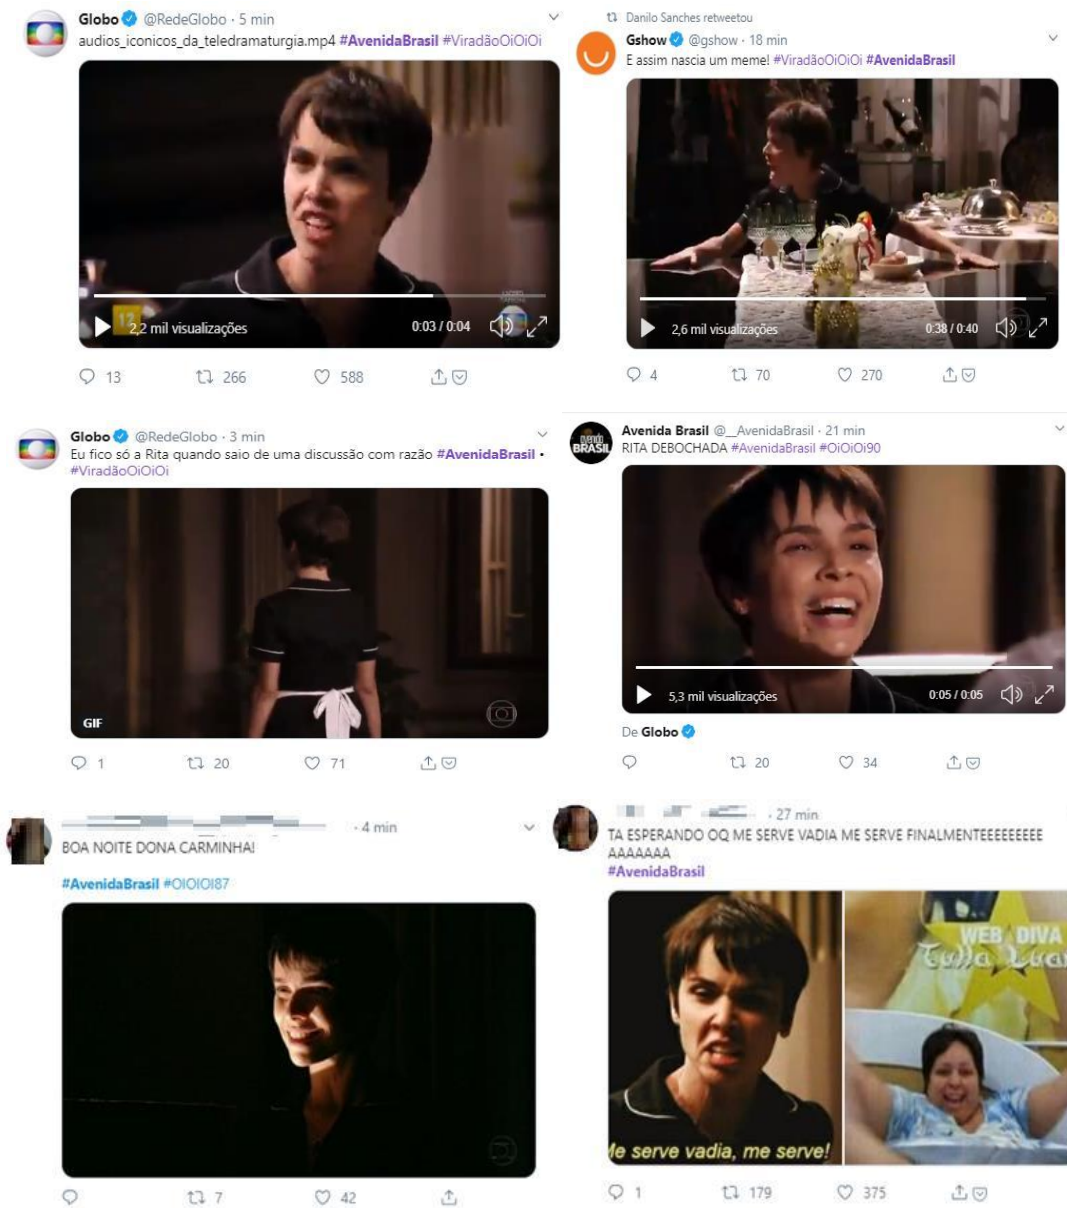 Globo @RedeGlobo · 5 min
audios_iconicos_da_teledramaturgia.mp4 #AvenidaBrasil #ViradãoOiOiOi
12
2,2 mil visualizações
0:03 / 0:04
13 266 588
Danilo Sanches retweetou
Gshow @gshow · 18 min
E assim nascia um meme! #ViradãoOiOiOi #AvenidaBrasil
2,6 mil visualizações
0:38 / 0:40
4 70 270
Globo @RedeGlobo · 3 min
Eu fico só a Rita quando saio de uma discussão com razão #AvenidaBrasil •
#ViradãoOiOiOi
GIF
1 20 71
avenida
BRASIL
Avenida Brasil @__AvenidaBrasil · 21 min
RITA DEBOCHADA #AvenidaBrasil #OiOiOi90
5,3 mil visualizações
0:05 / 0:05
De Globo
20 34
· 4 min
BOA NOITE DONA CARMINHA!
#AvenidaBrasil #OIOIOI87
7 42
· 27 min
TA ESPERANDO OQ ME SERVE VADIA ME SERVE FINALMENTEEEEEEEEE
AAAAAAA
#AvenidaBrasil
Me serve vadia, me serve!
WEB DIVA
Tulla Lua
1 179 375